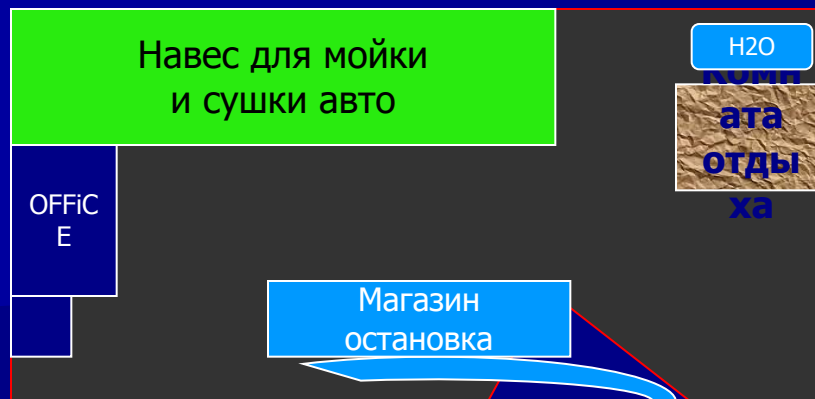 Навес для мойки
и сушки авто
H2O
Комн
ата
отды
ха
OFFiC
E
Магазин
остановка